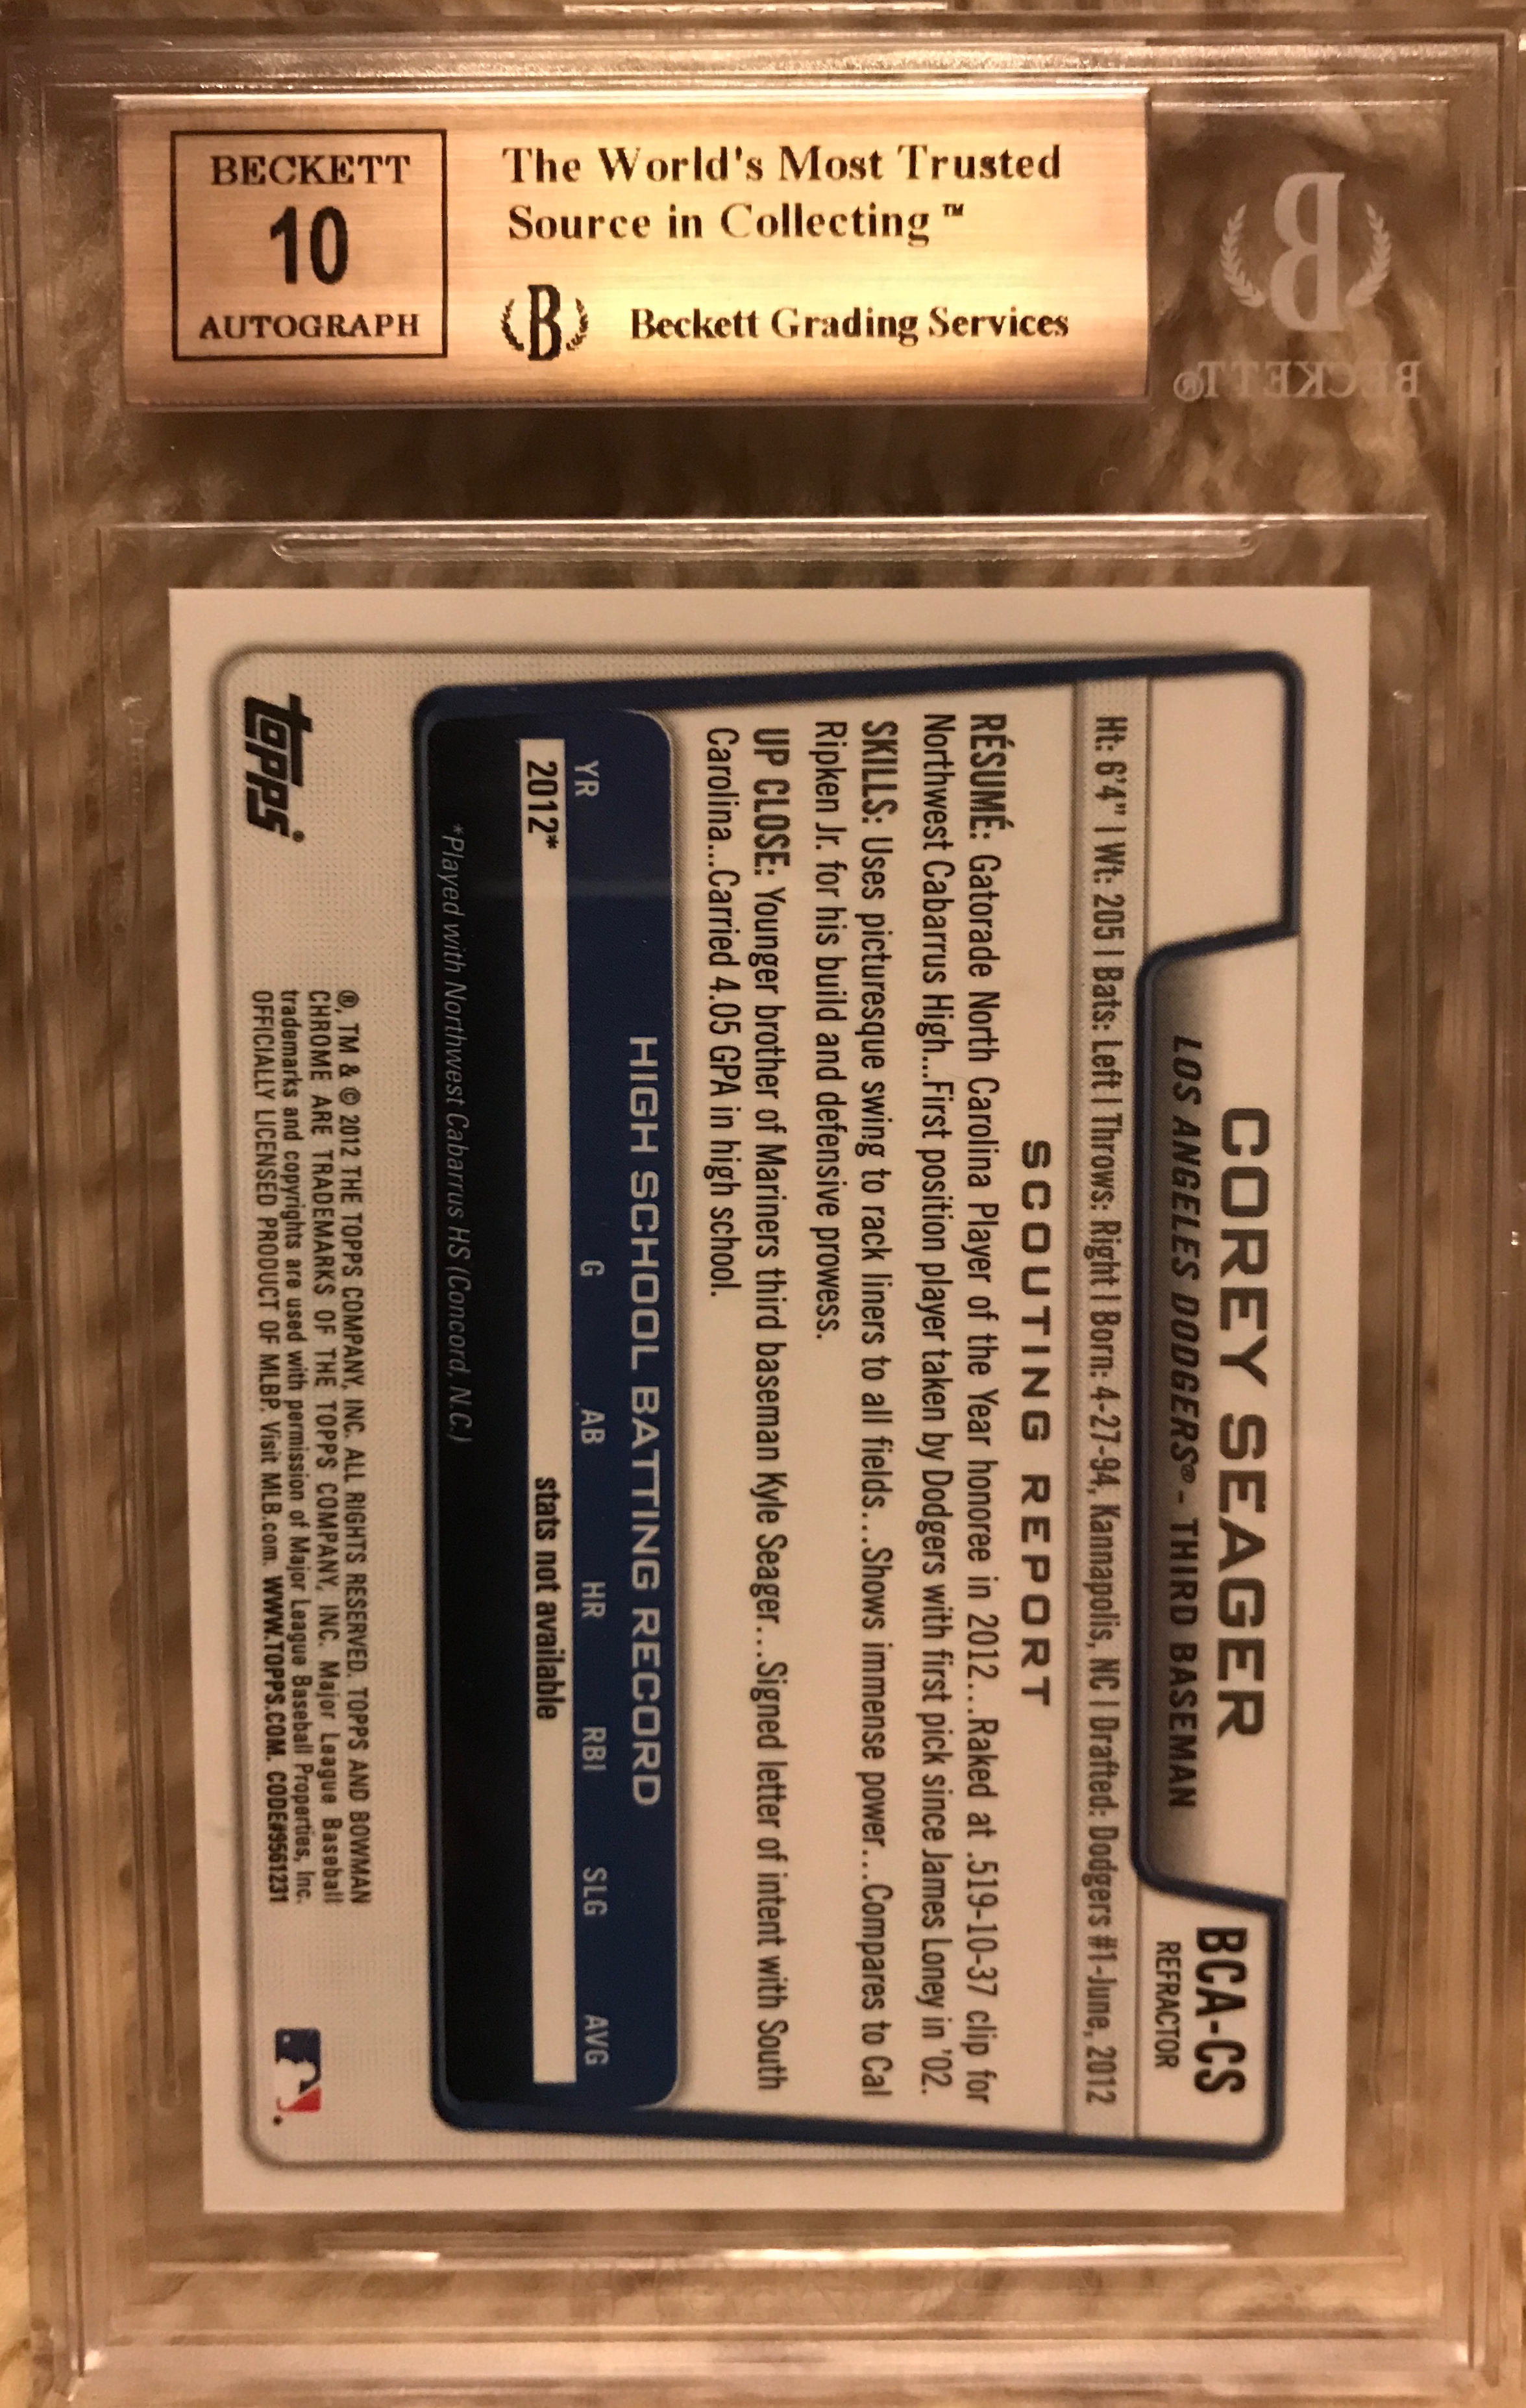 BECKETT
10
AUTOGRAPH
The World's Most Trusted
Source in Collecting™
B
Beckett Grading Services
B
BECKETT®
COREY SEAGER
LOS ANGELES DODGERS® - THIRD BASEMAN
BCA-CS
REFRACTOR
Ht: 6'4" | Wt: 205 | Bats: Left | Throws: Right | Born: 4-27-94, Kannapolis, NC | Drafted: Dodgers #1-June, 2012
SCOUTING REPORT
RÉSUMÉ: Gatorade North Carolina Player of the Year honoree in 2012...Raked at .519-10-37 clip for
Northwest Cabarrus High...First position player taken by Dodgers with first pick since James Loney in '02.
SKILLS: Uses picturesque swing to rack liners to all fields...Shows immense power...Compares to Cal
Ripken Jr. for his build and defensive prowess.
UP CLOSE: Younger brother of Mariners third baseman Kyle Seager...Signed letter of intent with South
Carolina...Carried 4.05 GPA in high school.
HIGH SCHOOL BATTING RECORD
YR G AB HR RBI SLG AVG
2012* stats not available
*Played with Northwest Cabarrus HS (Concord, N.C.)
topps®
®, TM & © 2012 THE TOPPS COMPANY, INC. ALL RIGHTS RESERVED. TOPPS AND BOWMAN
CHROME ARE TRADEMARKS OF THE TOPPS COMPANY, INC. Major League Baseball
trademarks and copyrights are used with permission of Major League Baseball Properties, Inc.
OFFICIALLY LICENSED PRODUCT OF MLBP. Visit MLB.com. WWW.TOPPS.COM. CODE#9561231